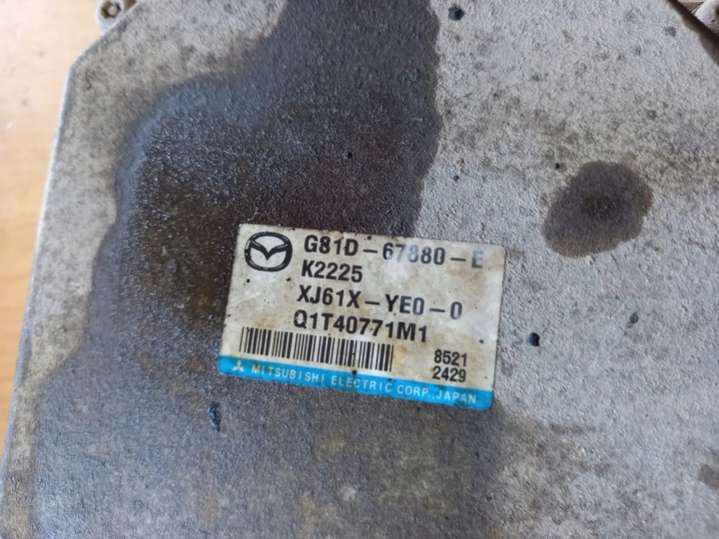 G81D-67880-E
K2225
XJ61X-YE0-0
Q1T40771M1
8521
2429
MITSUBISHI ELECTRIC CORP.JAPAN